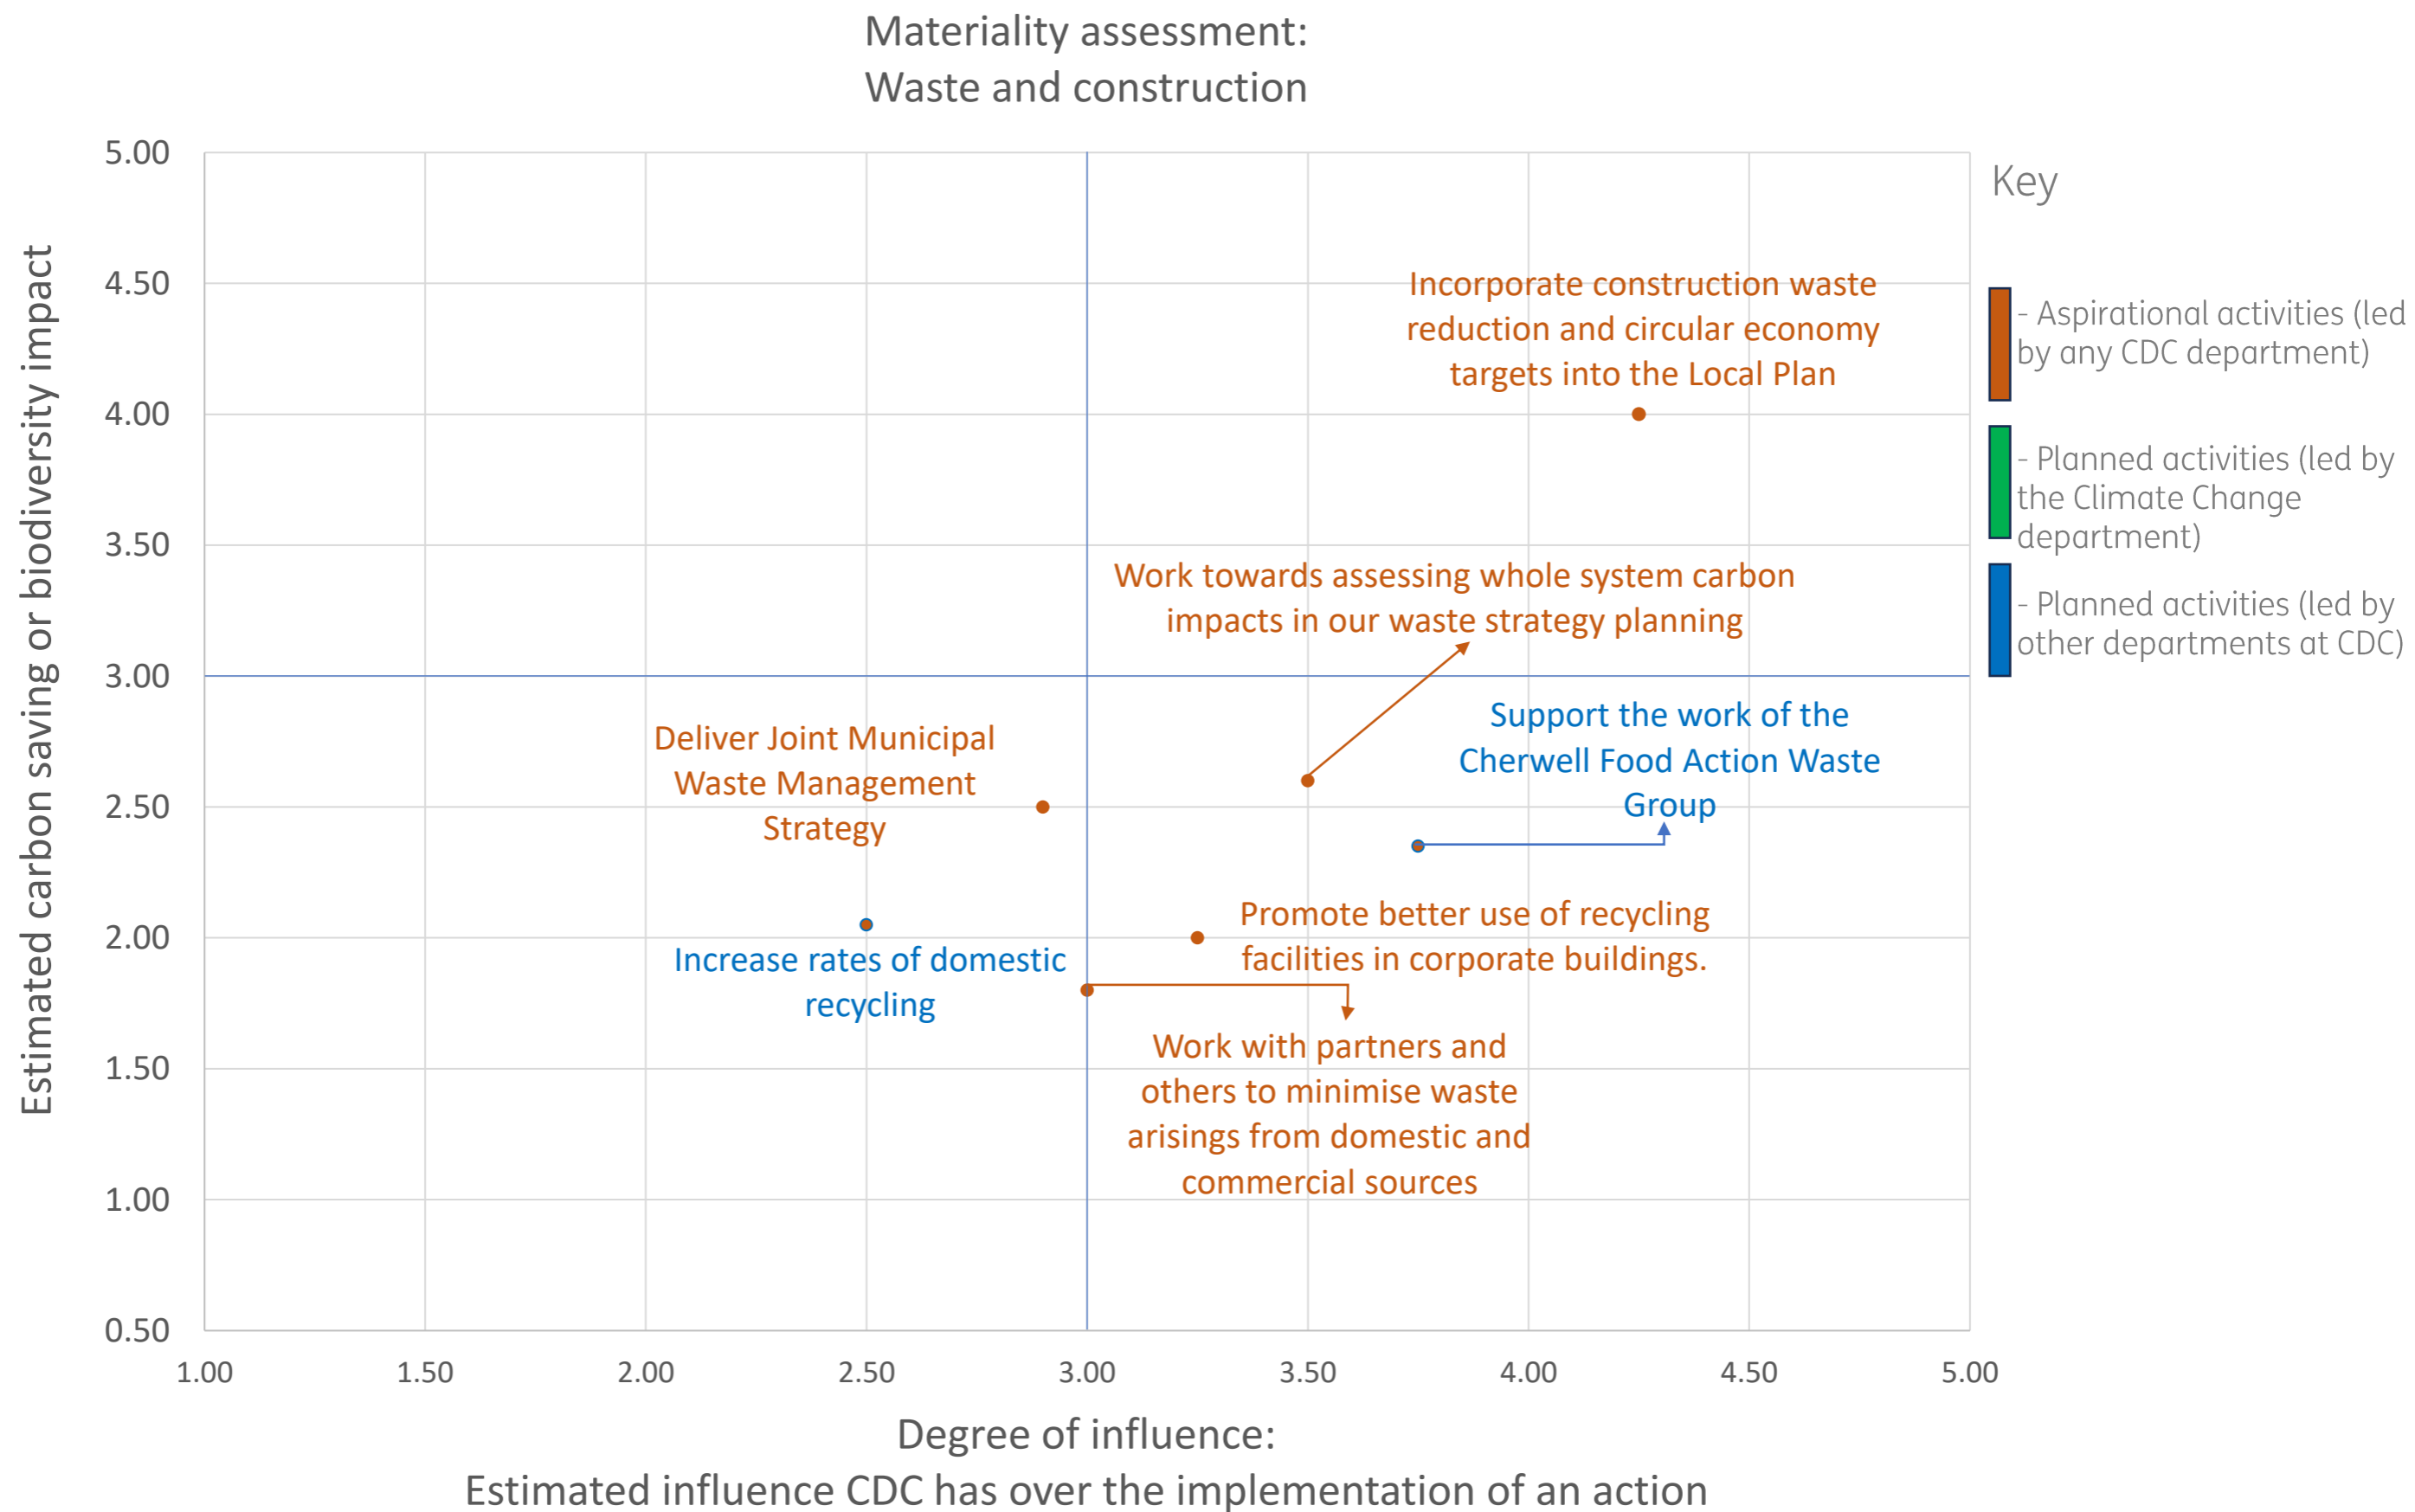 Materiality assessment:
Waste and construction
Estimated carbon saving or biodiversity impact
5.00
4.50
4.00
3.50
3.00
2.50
2.00
1.50
1.00
0.50
Incorporate construction waste
reduction and circular economy
targets into the Local Plan
Work towards assessing whole system carbon
impacts in our waste strategy planning
Support the work of the
Cherwell Food Action Waste
Group
Deliver Joint Municipal
Waste Management
Strategy
Promote better use of recycling
facilities in corporate buildings.
Increase rates of domestic
recycling
Work with partners and
others to minimise waste
arisings from domestic and
commercial sources
1.00 1.50 2.00 2.50 3.00 3.50 4.00 4.50 5.00
Degree of influence:
Estimated influence CDC has over the implementation of an action
Key
- Aspirational activities (led
by any CDC department)
- Planned activities (led by
the Climate Change
department)
- Planned activities (led by
other departments at CDC)